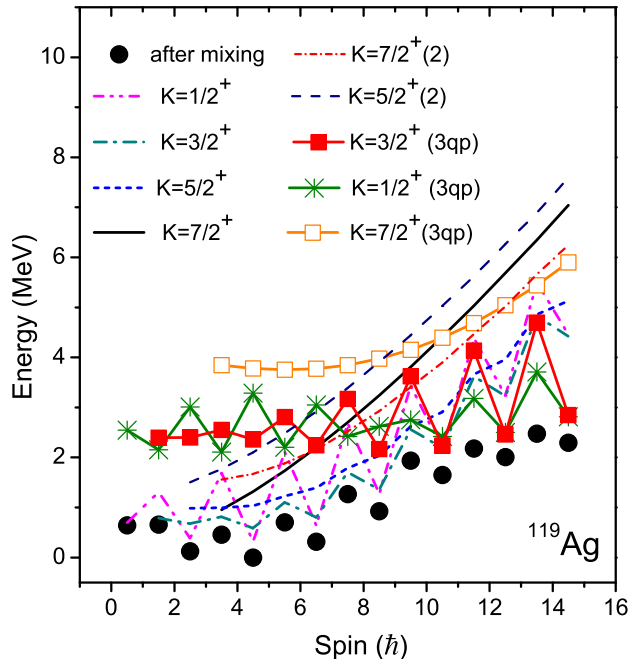 10
8
6
4
2
0
Energy (MeV)
after mixing
K=1/2⁺
K=3/2⁺
K=5/2⁺
K=7/2⁺
K=7/2⁺(2)
K=5/2⁺(2)
K=3/2⁺ (3qp)
K=1/2⁺ (3qp)
K=7/2⁺(3qp)
¹¹⁹Ag
0 2 4 6 8 10 12 14 16
Spin (ℏ)